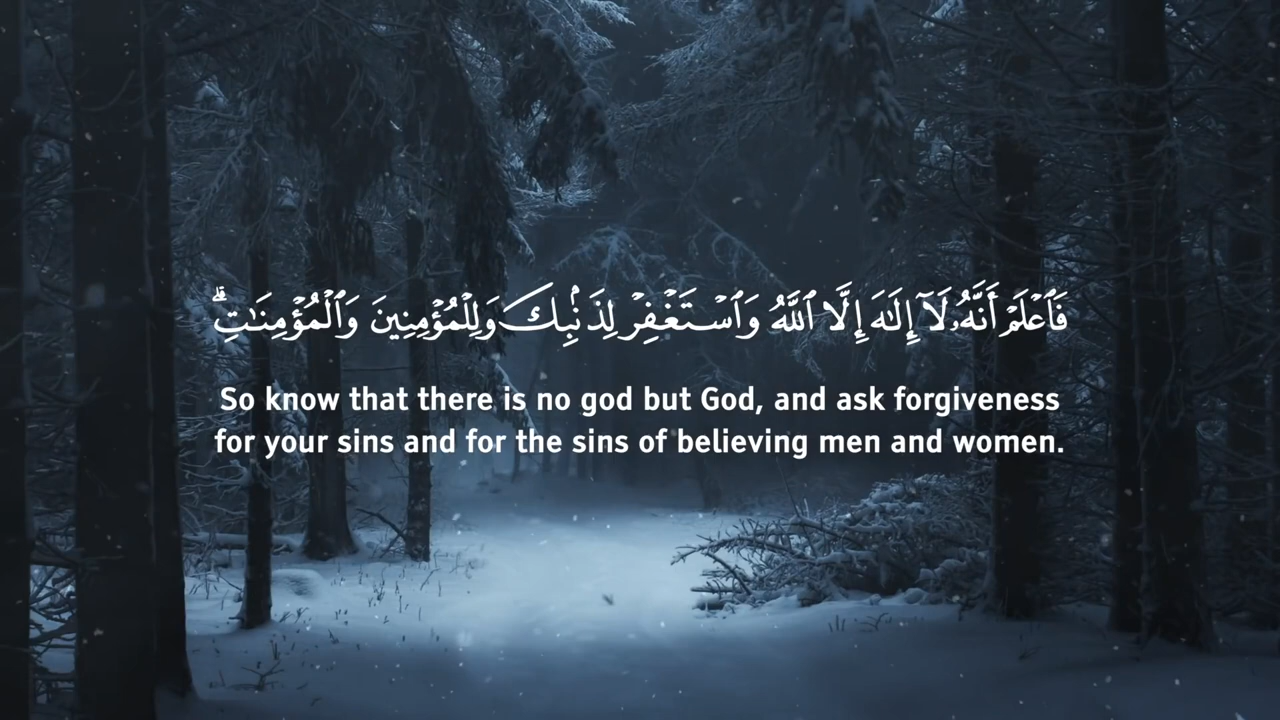 فَٱعْلَمْ أَنَّهُۥ لَآ إِلَـٰهَ إِلَّا ٱللَّهُ وَٱسْتَغْفِرْ لِذَنۢبِكَ وَلِلْمُؤْمِنِينَ وَٱلْمُؤْمِنَـٰتِ ۗ
So know that there is no god but God, and ask forgiveness
for your sins and for the sins of believing men and women.